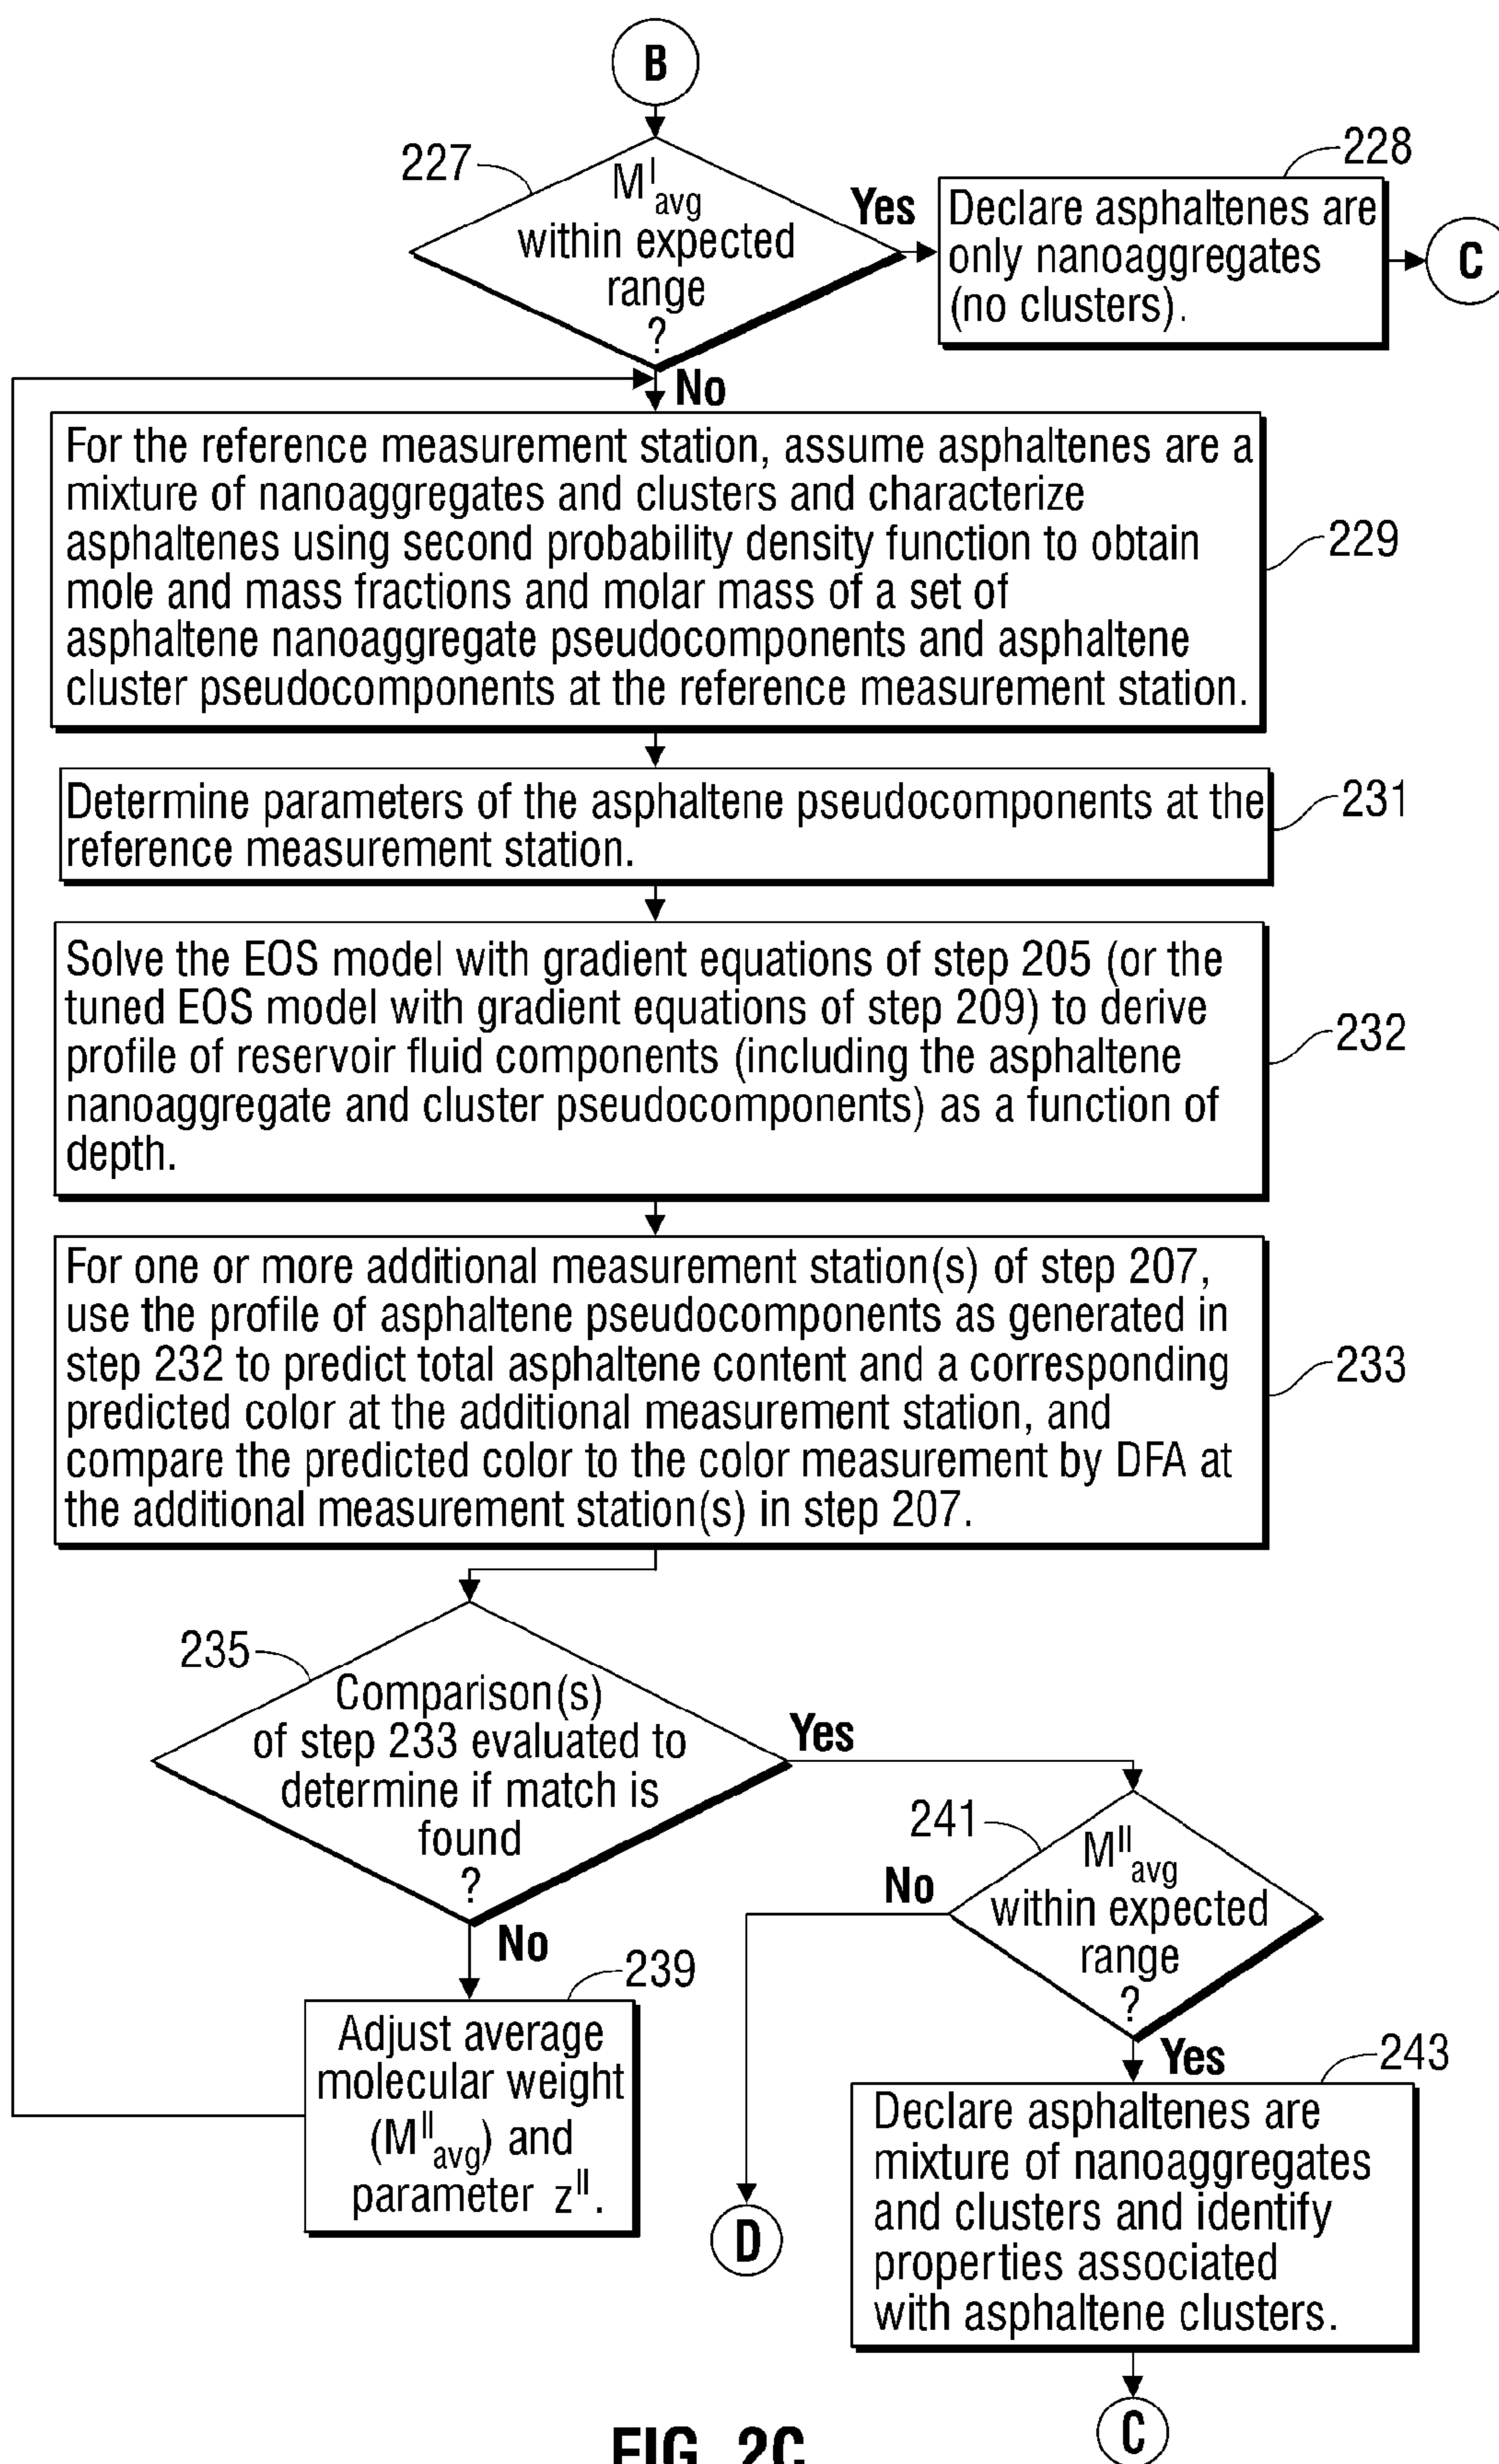 B
227
M^I_avg
within expected
range
?
Yes
228
Declare asphaltenes are
only nanoaggregates
(no clusters).
C
No
For the reference measurement station, assume asphaltenes are a
mixture of nanoaggregates and clusters and characterize
asphaltenes using second probability density function to obtain
mole and mass fractions and molar mass of a set of
asphaltene nanoaggregate pseudocomponents and asphaltene
cluster pseudocomponents at the reference measurement station.
229
Determine parameters of the asphaltene pseudocomponents at the
reference measurement station.
231
Solve the EOS model with gradient equations of step 205 (or the
tuned EOS model with gradient equations of step 209) to derive
profile of reservoir fluid components (including the asphaltene
nanoaggregate and cluster pseudocomponents) as a function of
depth.
232
For one or more additional measurement station(s) of step 207,
use the profile of asphaltene pseudocomponents as generated in
step 232 to predict total asphaltene content and a corresponding
predicted color at the additional measurement station, and
compare the predicted color to the color measurement by DFA at
the additional measurement station(s) in step 207.
233
235
Comparison(s)
of step 233 evaluated to
determine if match is
found
?
Yes
No
239
Adjust average
molecular weight
(M^II_avg) and
parameter z^II.
241
M^II_avg
within expected
range
?
No
D
Yes
243
Declare asphaltenes are
mixture of nanoaggregates
and clusters and identify
properties associated
with asphaltene clusters.
C
FIG. 2C